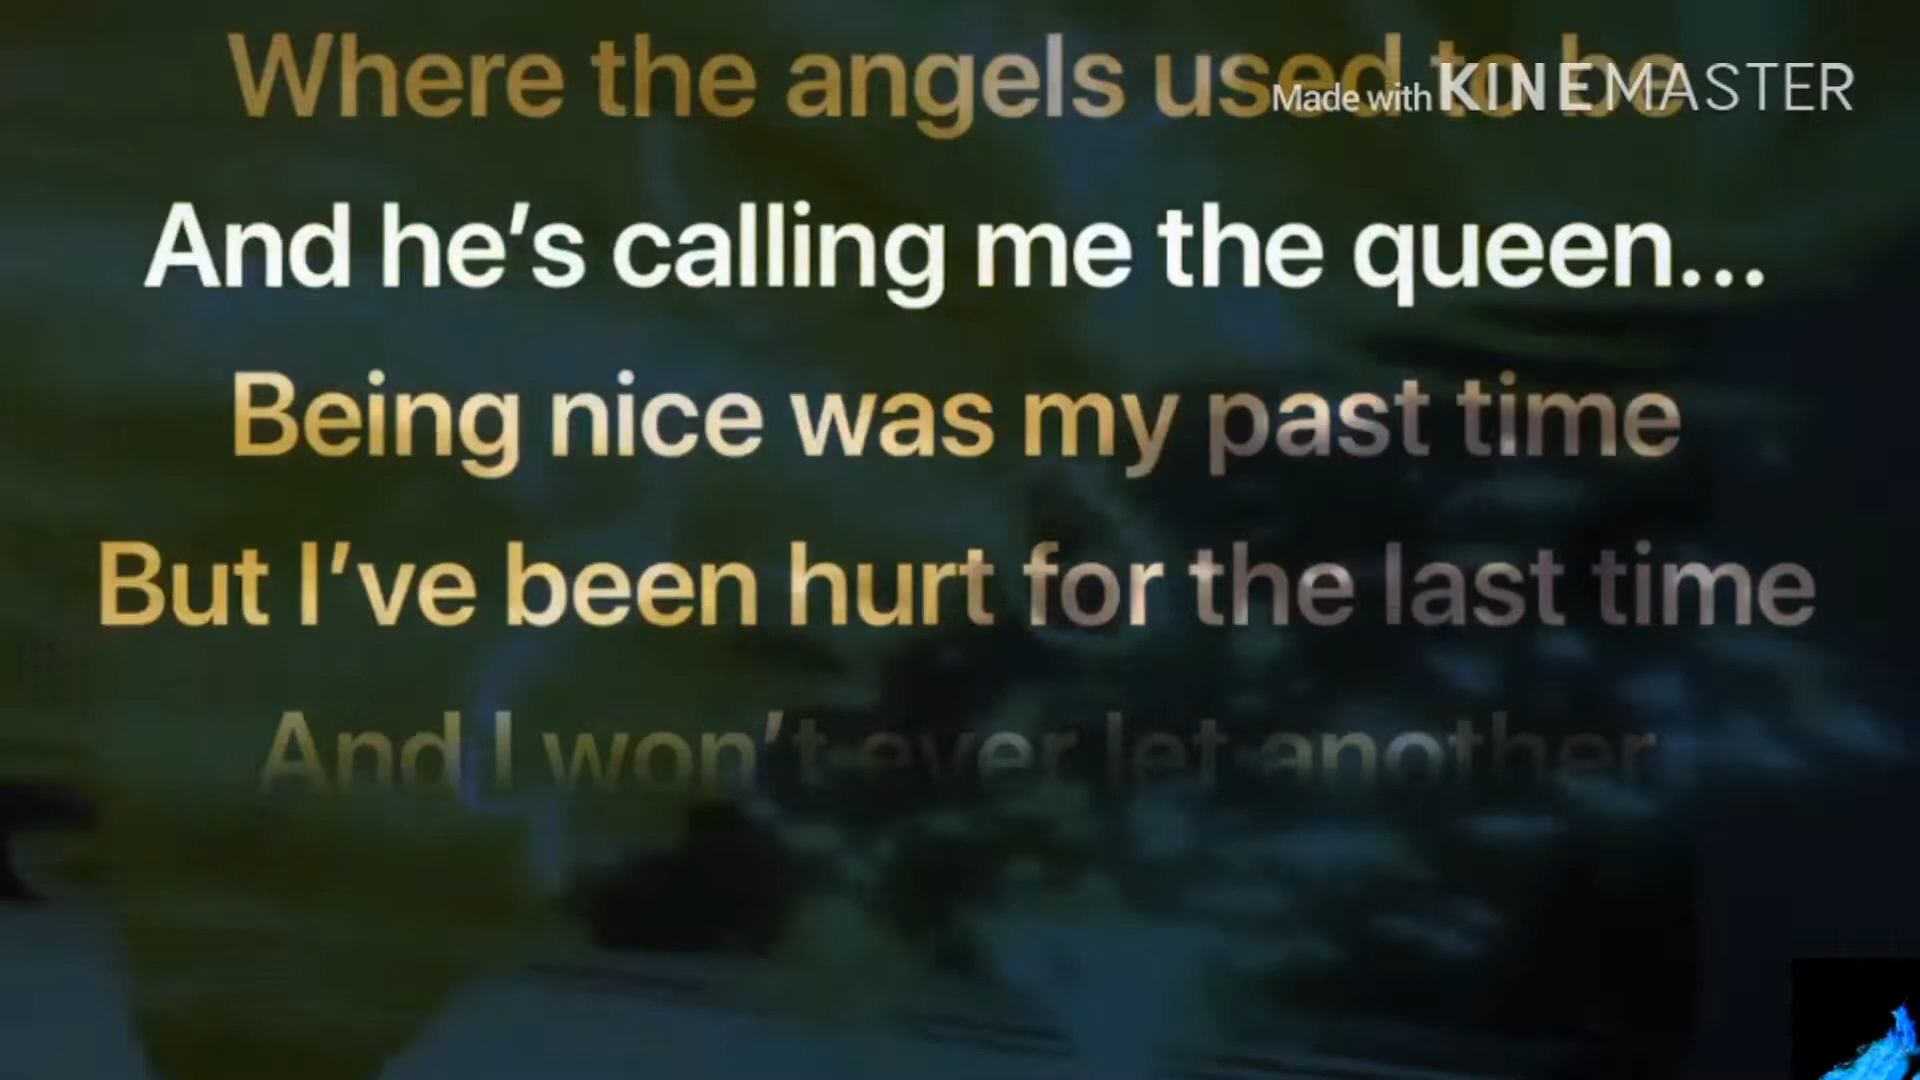 Where the angels used to be
Made with KINEMASTER
And he’s calling me the queen...
Being nice was my past time
But I’ve been hurt for the last time
And I won’t ever let another